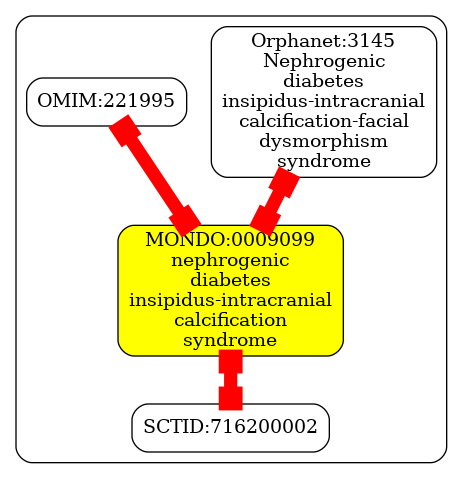 OMIM:221995
Orphanet:3145
Nephrogenic
diabetes
insipidus-intracranial
calcification-facial
dysmorphism
syndrome
MONDO:0009099
nephrogenic
diabetes
insipidus-intracranial
calcification
syndrome
SCTID:716200002